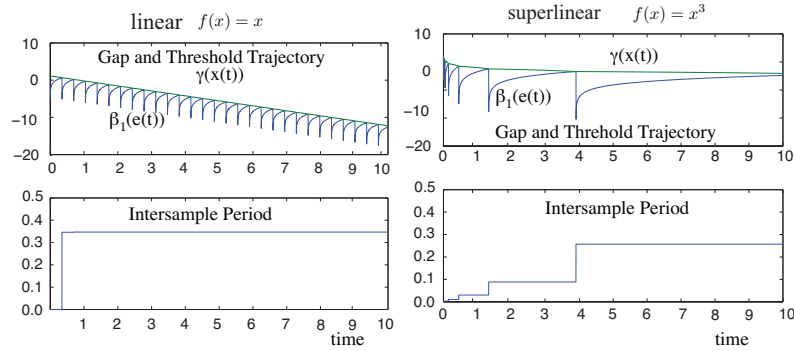 linear f(x) = x
10
0
−10
−20
Gap and Threshold Trajectory
γ(x(t))
β₁(e(t))
0 1 2 3 4 5 6 7 8 9 10
0.5
0.4
0.3
0.2
0.1
0.0
Intersample Period
1 2 3 4 5 6 7 8 9 10
time
superlinear f(x) = x³
10
0
−10
−20
γ(x(t))
β₁(e(t))
Gap and Threhold Trajectory
0 1 2 3 4 5 6 7 8 9 10
0.5
0.4
0.3
0.2
0.1
0.0
Intersample Period
0 1 2 3 4 5 6 7 8 9 10
time